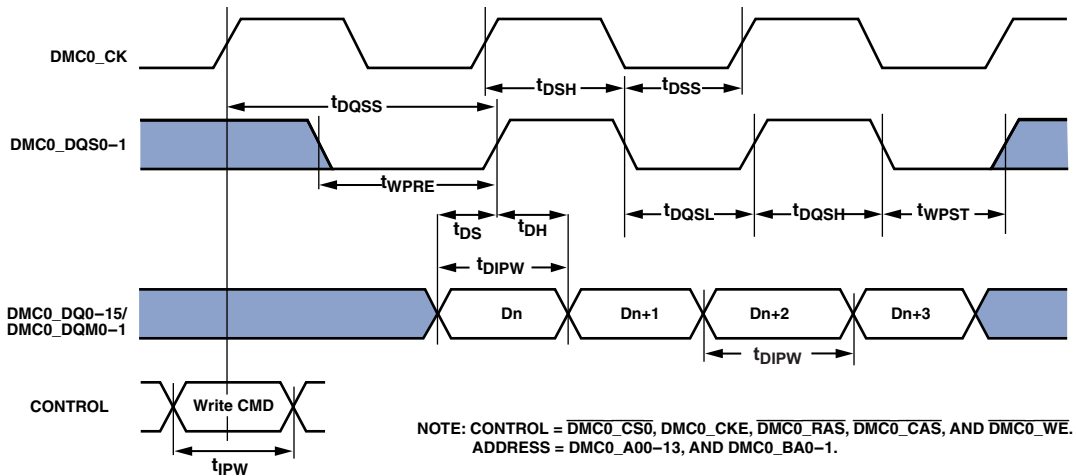 DMC0_CK
tDSH
tDSS
tDQSS
DMC0_DQS0–1
tWPRE
tDS
tDH
tDQSL
tDQSH
tWPST
tDIPW
DMC0_DQ0–15/
DMC0_DQM0–1
Dn
Dn+1
Dn+2
Dn+3
tDIPW
CONTROL
Write CMD
tIPW
NOTE: CONTROL = DMC0_CS0, DMC0_CKE, DMC0_RAS, DMC0_CAS, AND DMC0_WE.
ADDRESS = DMC0_A00–13, AND DMC0_BA0–1.